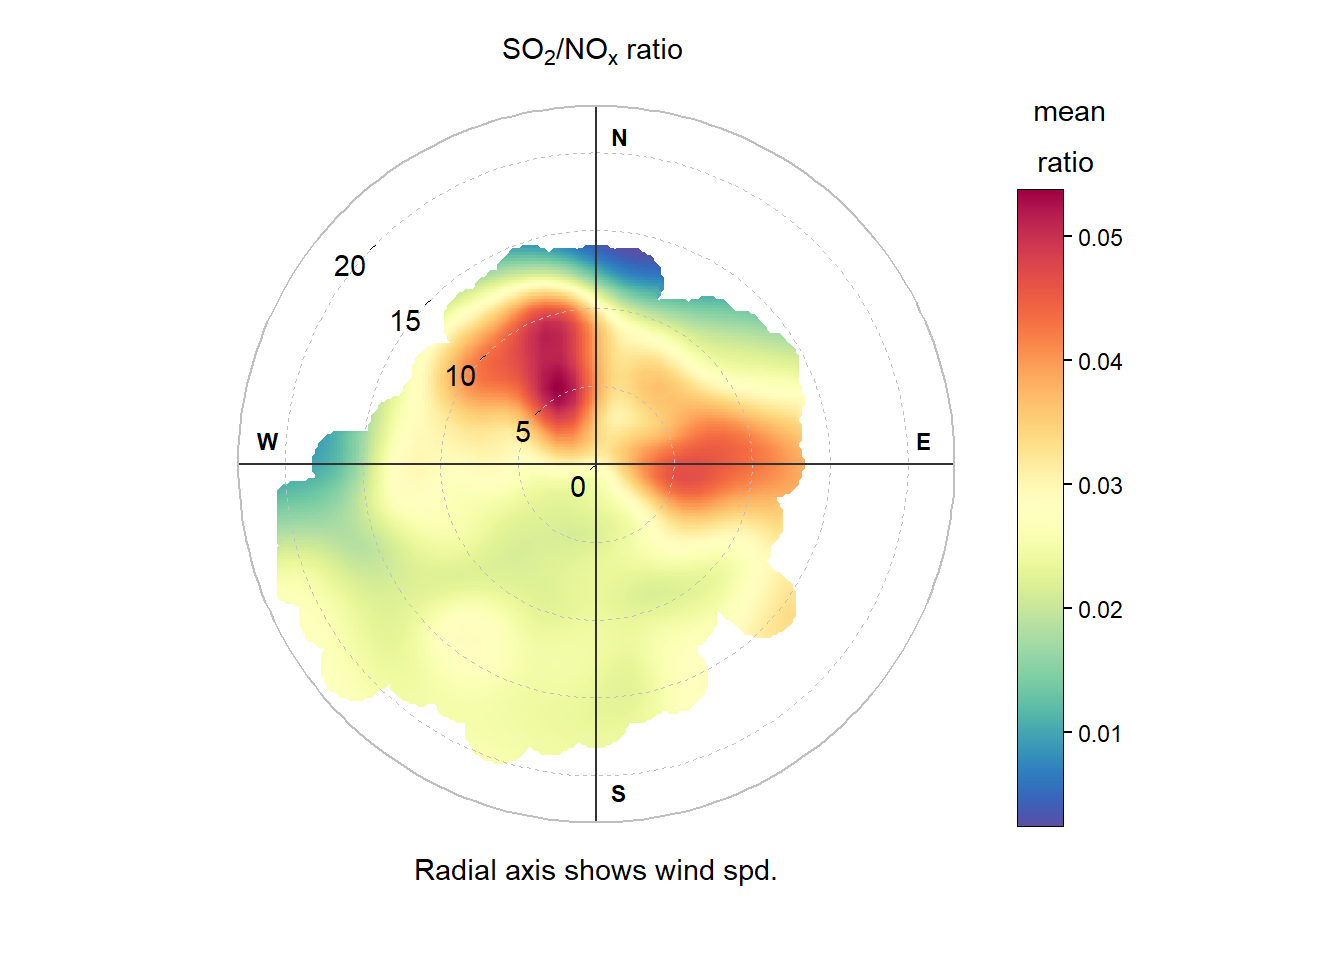 SO₂/NOₓ ratio
mean
ratio
N
20
15
10
5
0
W
E
S
0.05
0.04
0.03
0.02
0.01
Radial axis shows wind spd.